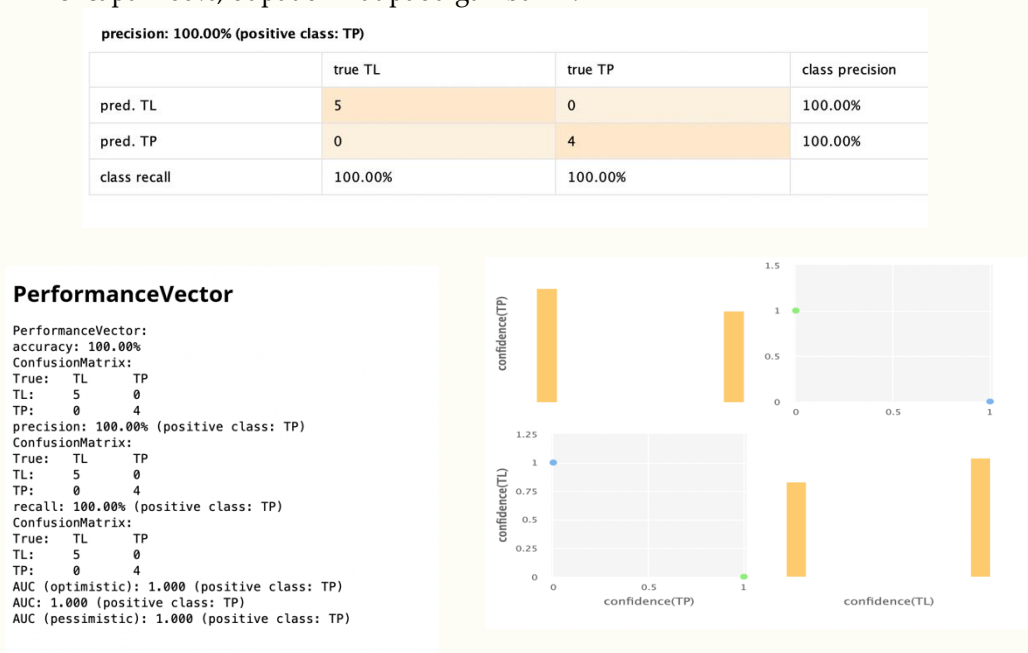 precision: 100.00% (positive class: TP)
true TL true TP class precision
pred. TL 5 0 100.00%
pred. TP 0 4 100.00%
class recall 100.00% 100.00%
PerformanceVector
PerformanceVector:
accuracy: 100.00%
ConfusionMatrix:
True: TL TP
TL: 5 0
TP: 0 4
precision: 100.00% (positive class: TP)
ConfusionMatrix:
True: TL TP
TL: 5 0
TP: 0 4
recall: 100.00% (positive class: TP)
ConfusionMatrix:
True: TL TP
TL: 5 0
TP: 0 4
AUC (optimistic): 1.000 (positive class: TP)
AUC: 1.000 (positive class: TP)
AUC (pessimistic): 1.000 (positive class: TP)
confidence(TP)
1.5
1
0.5
0
0 0.5 1
confidence(TL)
1.25
1
0.75
0.5
0.25
0
0 0.5 1
confidence(TP) confidence(TL)